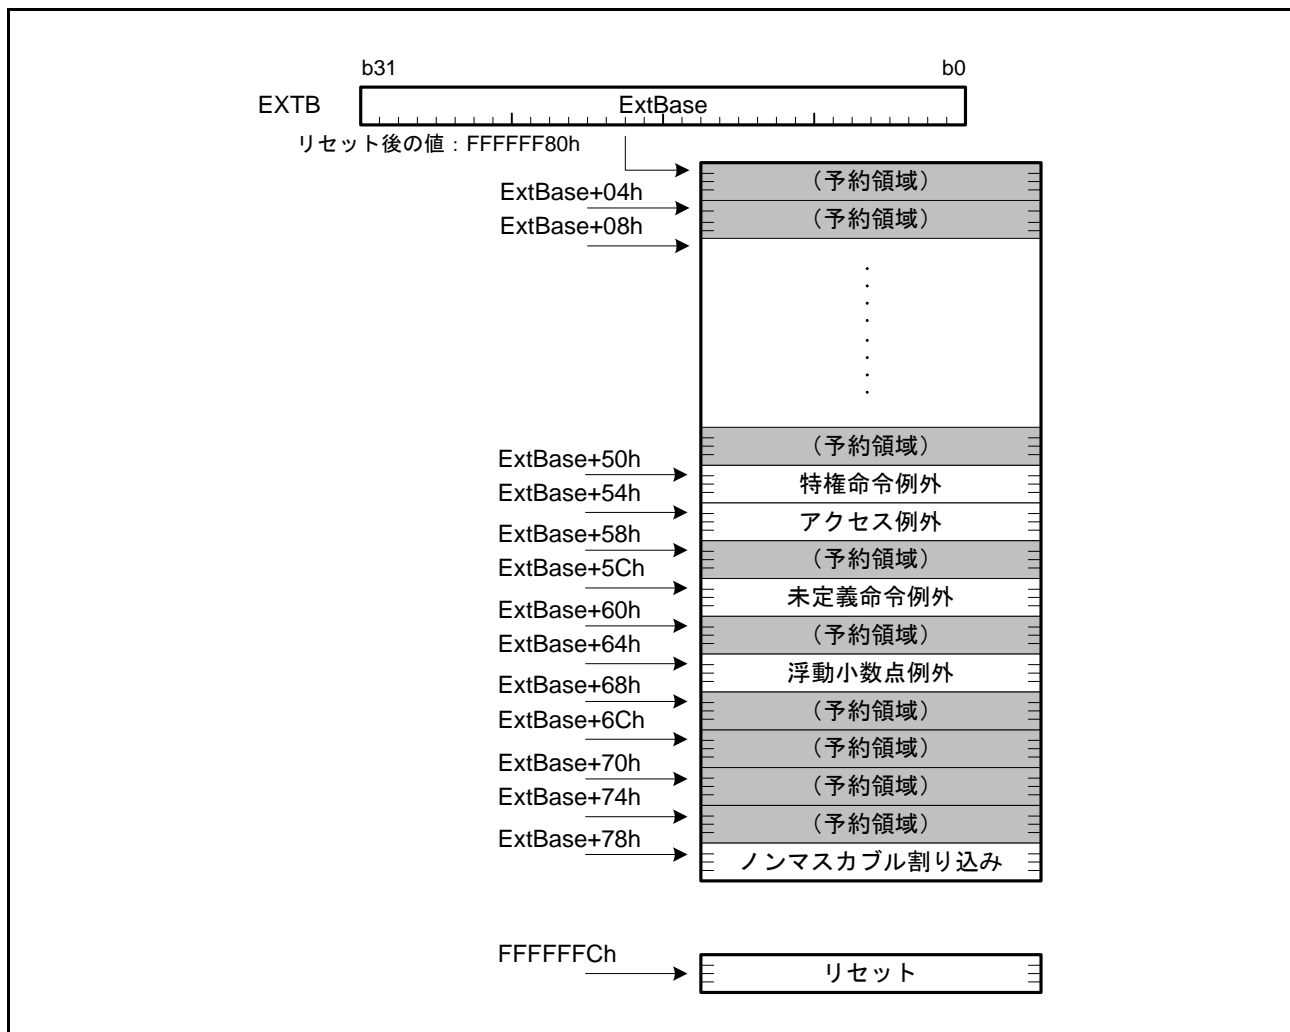 b31 b0
EXTB ExtBase
リセット後の値：FFFFFF80h
（予約領域）
ExtBase+04h
（予約領域）
ExtBase+08h
（予約領域）
ExtBase+50h
特権命令例外
ExtBase+54h
アクセス例外
ExtBase+58h
（予約領域）
ExtBase+5Ch
未定義命令例外
ExtBase+60h
（予約領域）
ExtBase+64h
浮動小数点例外
ExtBase+68h
（予約領域）
ExtBase+6Ch
（予約領域）
ExtBase+70h
（予約領域）
ExtBase+74h
（予約領域）
ExtBase+78h
ノンマスカブル割り込み
FFFFFFCh
リセット